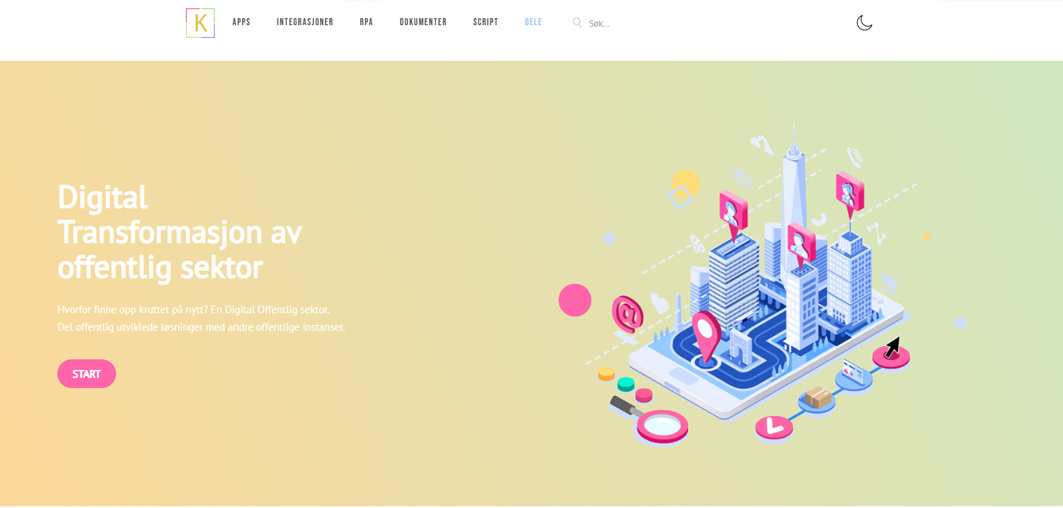 K
APPS
INTEGRASJONER
RPA
DOKUMENTER
SCRIPT
DELE
Søk...
Digital
Transformasjon av
offentlig sektor
Hvorfor finne opp kruttet på nytt? En Digital Offentlig sektor.
Del offentlig utviklede løsninger med andre offentlige instanser.
START
@